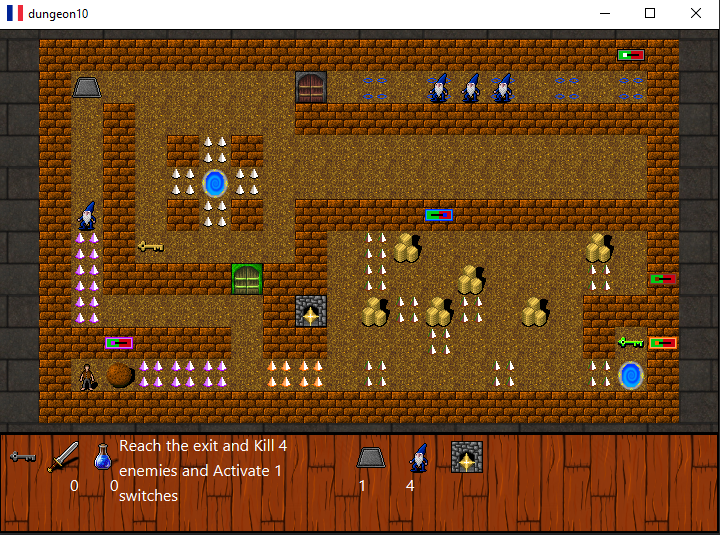 dungeon10
Reach the exit and Kill 4
enemies and Activate 1
switches
0 0 1 4